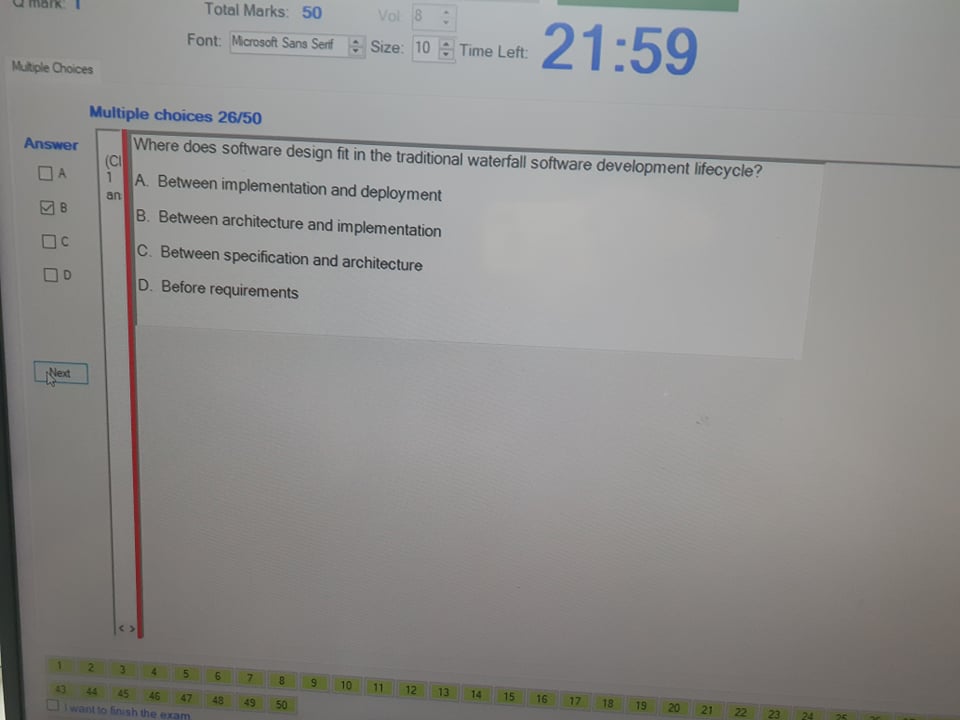 Q mark: 1
Total Marks: 50
Vol: 8
Font: Microsoft Sans Serif Size: 10 Time Left: 21:59
Multiple Choices
Multiple choices 26/50
Answer
A
B
C
D
Next
(Cl
1
an
Where does software design fit in the traditional waterfall software development lifecycle?
A. Between implementation and deployment
B. Between architecture and implementation
C. Between specification and architecture
D. Before requirements
< >
1 2 3 4 5 6 7 8 9 10 11 12 13 14 15 16 17 18 19 20 21 22 23 24
43 44 45 46 47 48 49 50
I want to finish the exam